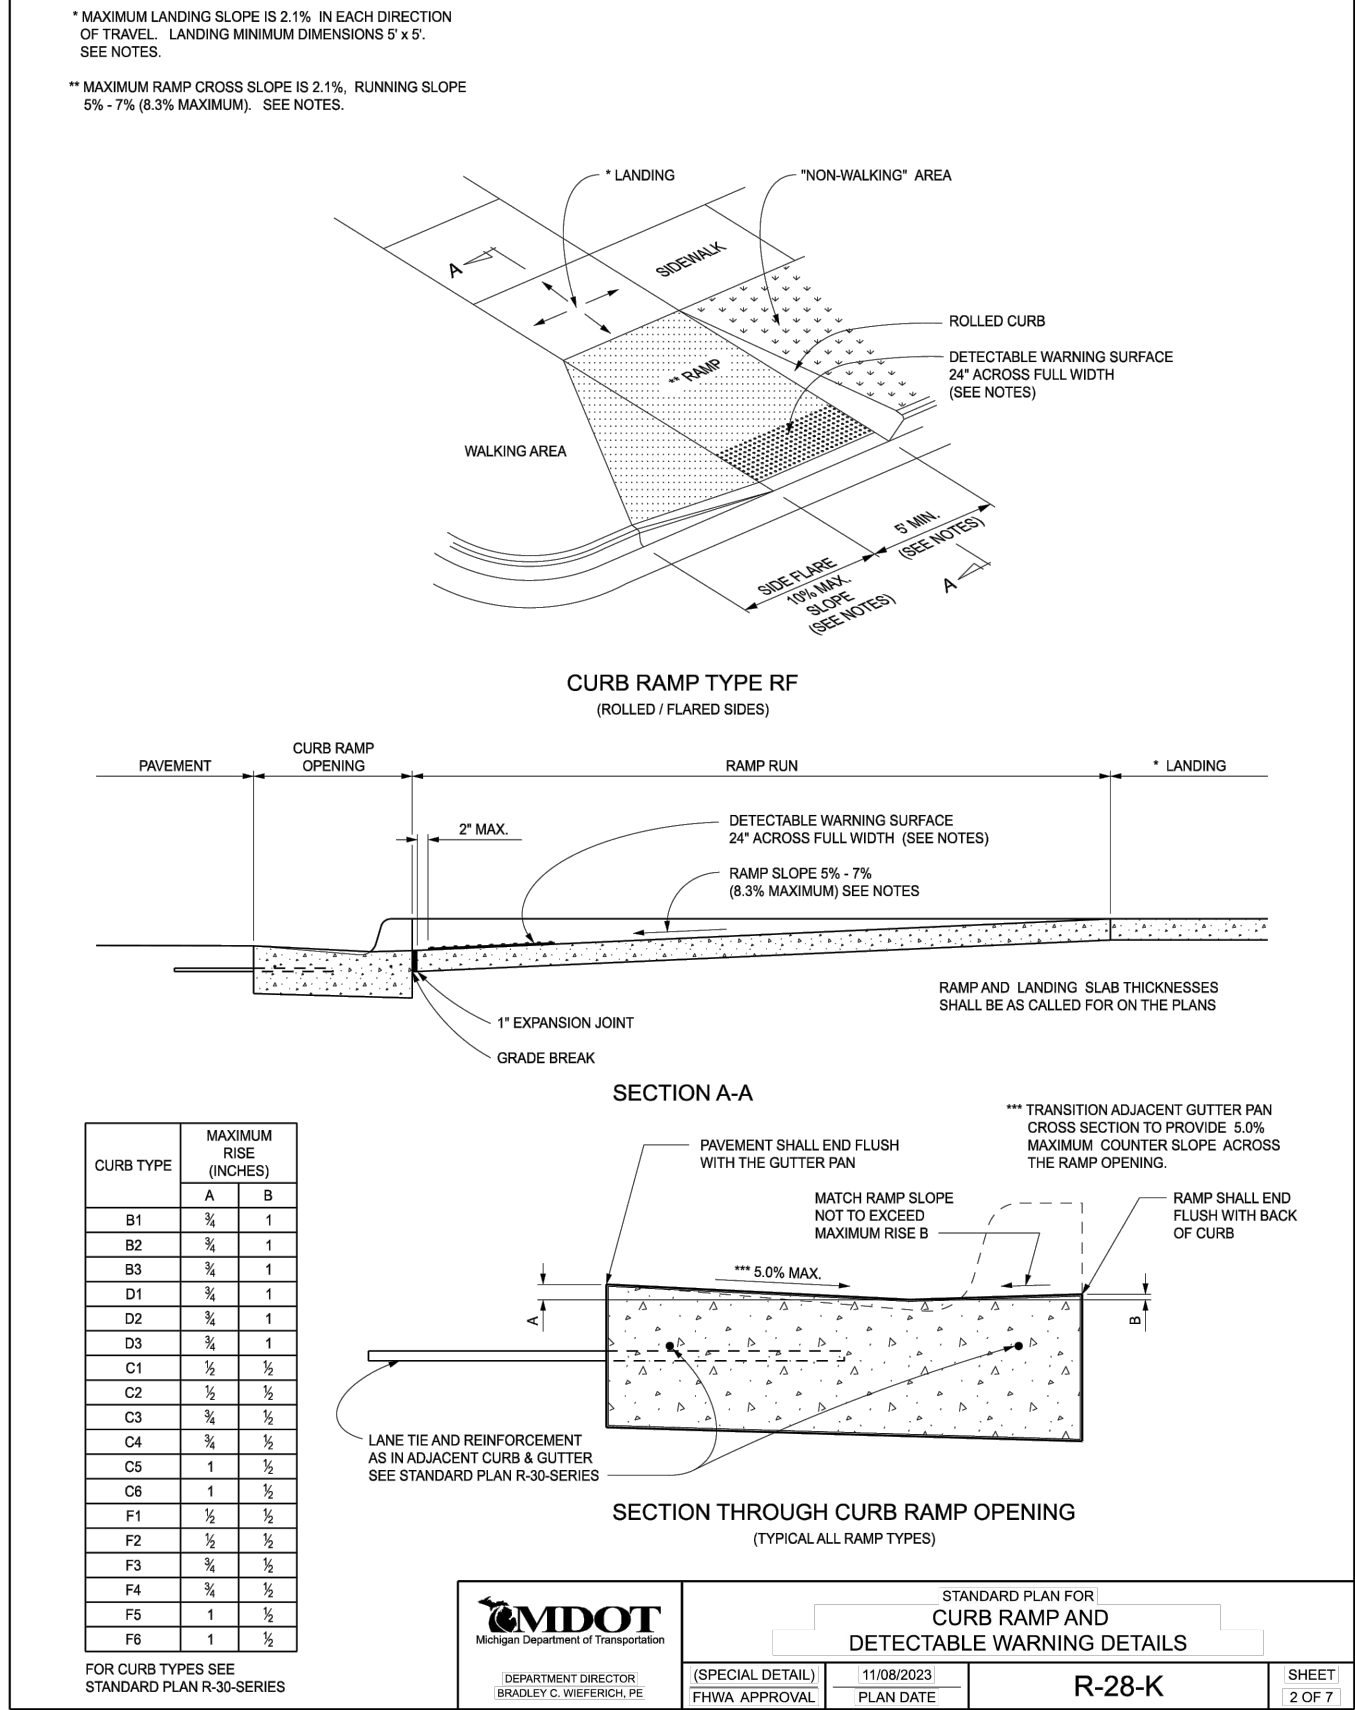 * MAXIMUM LANDING SLOPE IS 2.1% IN EACH DIRECTION
OF TRAVEL. LANDING MINIMUM DIMENSIONS 5' x 5'.
SEE NOTES.
** MAXIMUM RAMP CROSS SLOPE IS 2.1%, RUNNING SLOPE
5% - 7% (8.3% MAXIMUM). SEE NOTES.
* LANDING
"NON-WALKING" AREA
SIDEWALK
A
ROLLED CURB
DETECTABLE WARNING SURFACE
24" ACROSS FULL WIDTH
(SEE NOTES)
** RAMP
WALKING AREA
5' MIN.
(SEE NOTES)
SIDE FLARE
10% MAX.
SLOPE
(SEE NOTES)
A
CURB RAMP TYPE RF
(ROLLED / FLARED SIDES)
PAVEMENT
CURB RAMP
OPENING
RAMP RUN
* LANDING
2" MAX.
DETECTABLE WARNING SURFACE
24" ACROSS FULL WIDTH (SEE NOTES)
RAMP SLOPE 5% - 7%
(8.3% MAXIMUM) SEE NOTES
RAMP AND LANDING SLAB THICKNESSES
SHALL BE AS CALLED FOR ON THE PLANS
1" EXPANSION JOINT
GRADE BREAK
SECTION A-A
CURB TYPE
MAXIMUM
RISE
(INCHES)
A B
B1 ¾ 1
B2 ¾ 1
B3 ¾ 1
D1 ¾ 1
D2 ¾ 1
D3 ¾ 1
C1 ½ ½
C2 ½ ½
C3 ¾ ½
C4 ¾ ½
C5 1 ½
C6 1 ½
F1 ½ ½
F2 ½ ½
F3 ¾ ½
F4 ¾ ½
F5 1 ½
F6 1 ½
FOR CURB TYPES SEE
STANDARD PLAN R-30-SERIES
*** TRANSITION ADJACENT GUTTER PAN
CROSS SECTION TO PROVIDE 5.0%
MAXIMUM COUNTER SLOPE ACROSS
THE RAMP OPENING.
PAVEMENT SHALL END FLUSH
WITH THE GUTTER PAN
MATCH RAMP SLOPE
NOT TO EXCEED
MAXIMUM RISE B
RAMP SHALL END
FLUSH WITH BACK
OF CURB
*** 5.0% MAX.
A
B
LANE TIE AND REINFORCEMENT
AS IN ADJACENT CURB & GUTTER
SEE STANDARD PLAN R-30-SERIES
SECTION THROUGH CURB RAMP OPENING
(TYPICAL ALL RAMP TYPES)
MDOT
Michigan Department of Transportation
DEPARTMENT DIRECTOR
BRADLEY C. WIEFERICH, PE
STANDARD PLAN FOR
CURB RAMP AND
DETECTABLE WARNING DETAILS
(SPECIAL DETAIL)
FHWA APPROVAL
11/08/2023
PLAN DATE
R-28-K
SHEET
2 OF 7